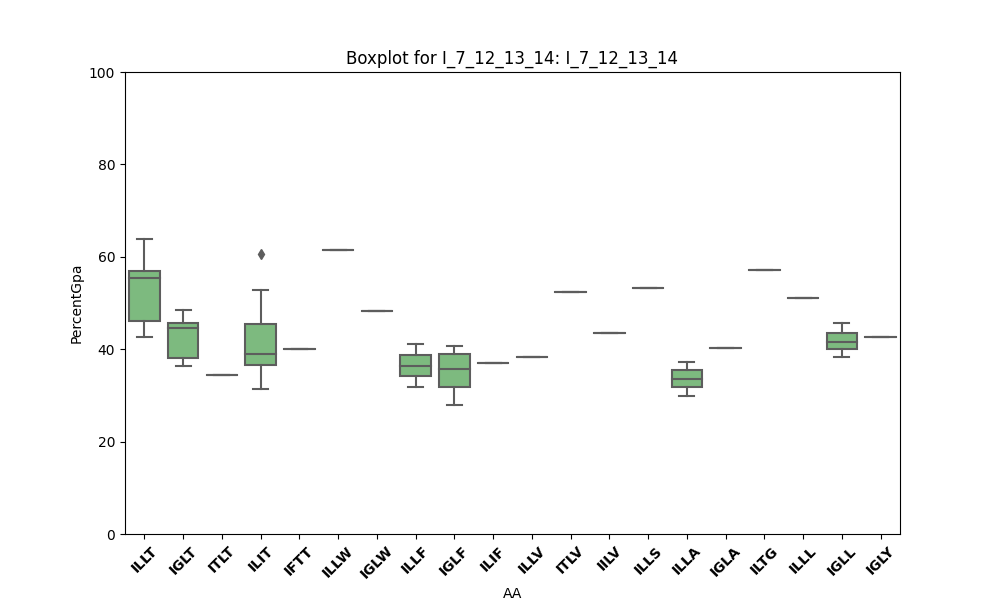 Boxplot for I_7_12_13_14: I_7_12_13_14
PercentGpa
100
80
60
40
20
0
ILLT
IGLT
ITLT
ILIT
IFTT
ILLW
IGLW
ILLF
IGLF
ILIF
ILLV
ITLV
IILV
ILLS
ILLA
IGLA
ILTG
ILLL
IGLL
IGLY
AA